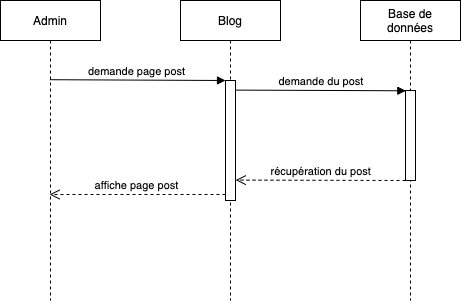 Admin
Blog
Base de
données
demande page post
demande du post
récupération du post
affiche page post